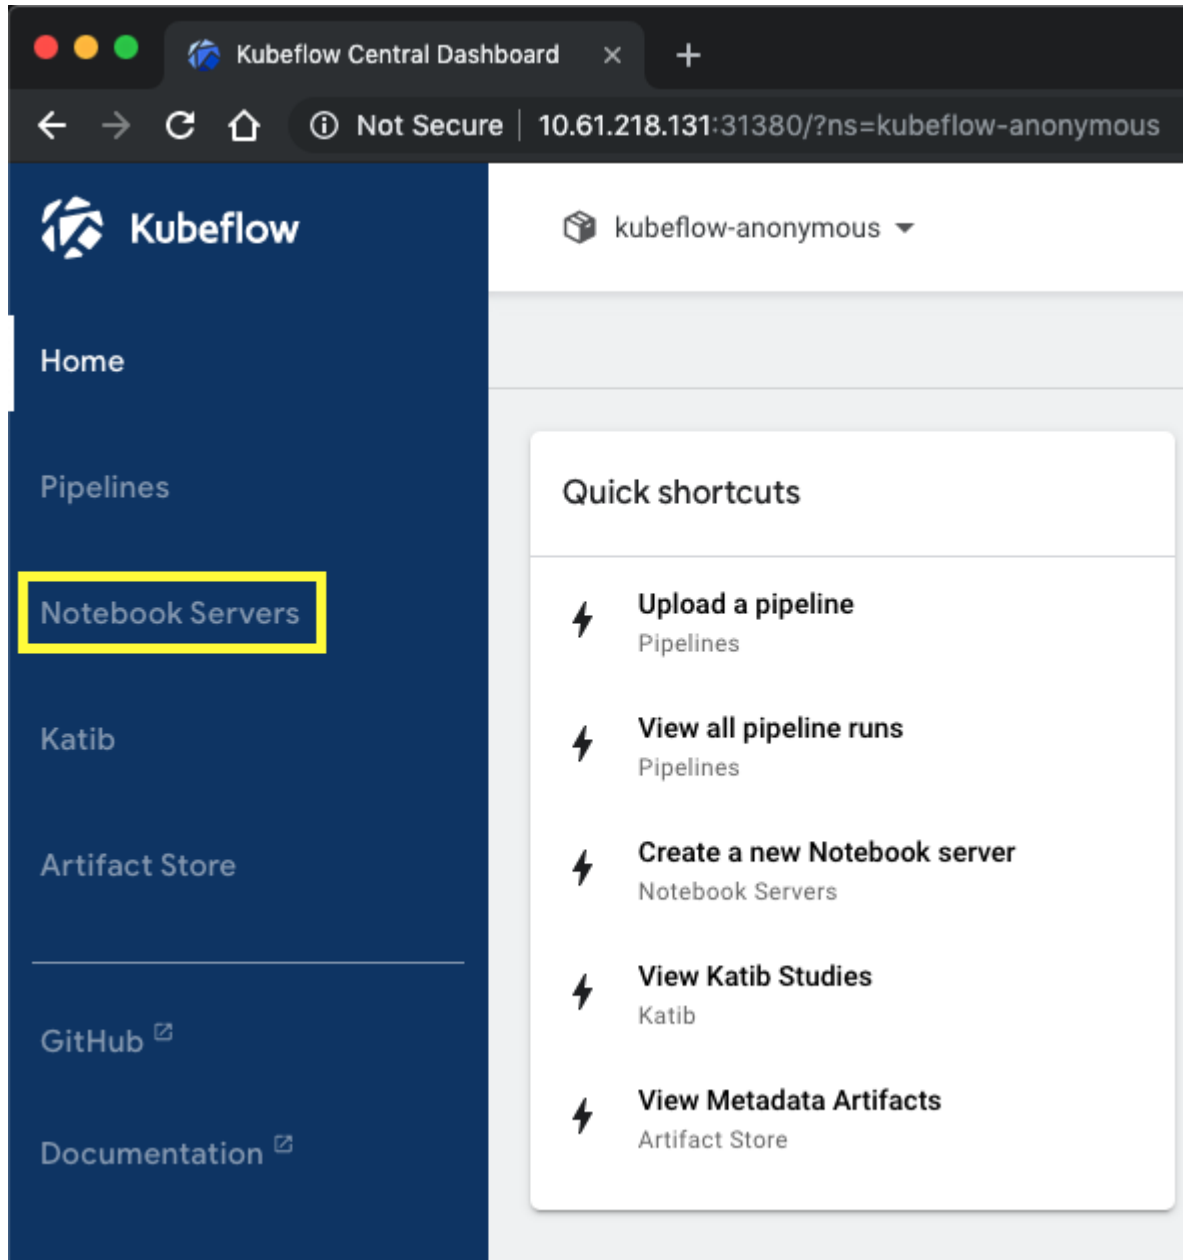 Kubeflow Central Dashboard
Not Secure | 10.61.218.131:31380/?ns=kubeflow-anonymous
Kubeflow
kubeflow-anonymous
Home
Pipelines
Notebook Servers
Katib
Artifact Store
GitHub
Documentation
Quick shortcuts
Upload a pipeline
Pipelines
View all pipeline runs
Pipelines
Create a new Notebook server
Notebook Servers
View Katib Studies
Katib
View Metadata Artifacts
Artifact Store